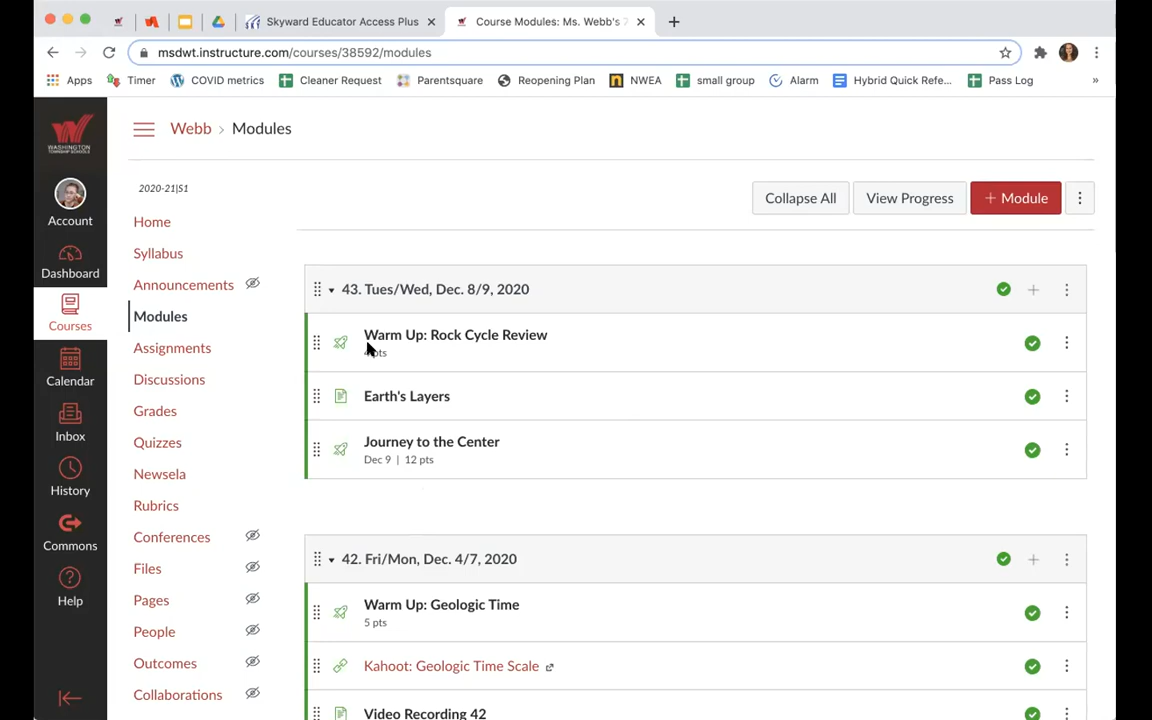 Skyward Educator Access Plus
Course Modules: Ms. Webb's
msdwt.instructure.com/courses/38592/modules
Apps Timer COVID metrics Cleaner Request Parentsquare Reopening Plan NWEA small group Alarm Hybrid Quick Refe... Pass Log »
WASHINGTON
TOWNSHIP SCHOOLS
Account
Dashboard
Courses
Calendar
Inbox
History
Commons
Help
Webb › Modules
2020-21|S1
Home
Syllabus
Announcements
Modules
Assignments
Discussions
Grades
Quizzes
Newsela
Rubrics
Conferences
Files
Pages
People
Outcomes
Collaborations
Collapse All View Progress + Module
43. Tues/Wed, Dec. 8/9, 2020
Warm Up: Rock Cycle Review
pts
Earth's Layers
Journey to the Center
Dec 9 | 12 pts
42. Fri/Mon, Dec. 4/7, 2020
Warm Up: Geologic Time
5 pts
Kahoot: Geologic Time Scale
Video Recording 42